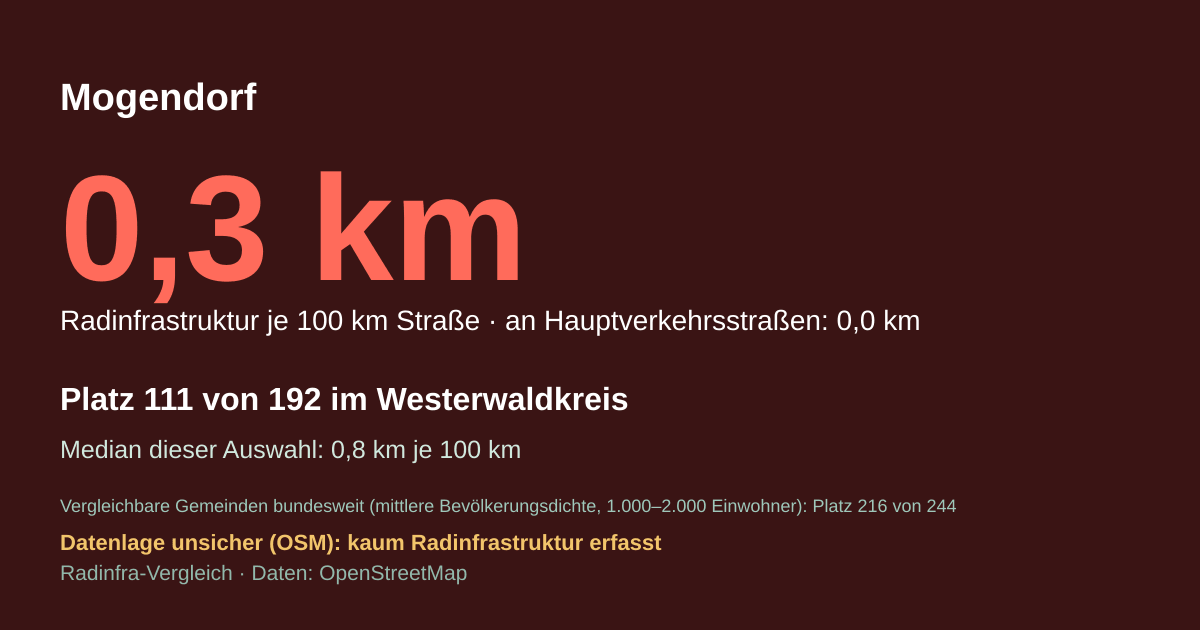 Mogendorf
0,3 km
Radinfrastruktur je 100 km Straße · an Hauptverkehrsstraßen: 0,0 km
Platz 111 von 192 im Westerwaldkreis
Median dieser Auswahl: 0,8 km je 100 km
Vergleichbare Gemeinden bundesweit (mittlere Bevölkerungsdichte, 1.000–2.000 Einwohner): Platz 216 von 244
Datenlage unsicher (OSM): kaum Radinfrastruktur erfasst
Radinfra-Vergleich · Daten: OpenStreetMap